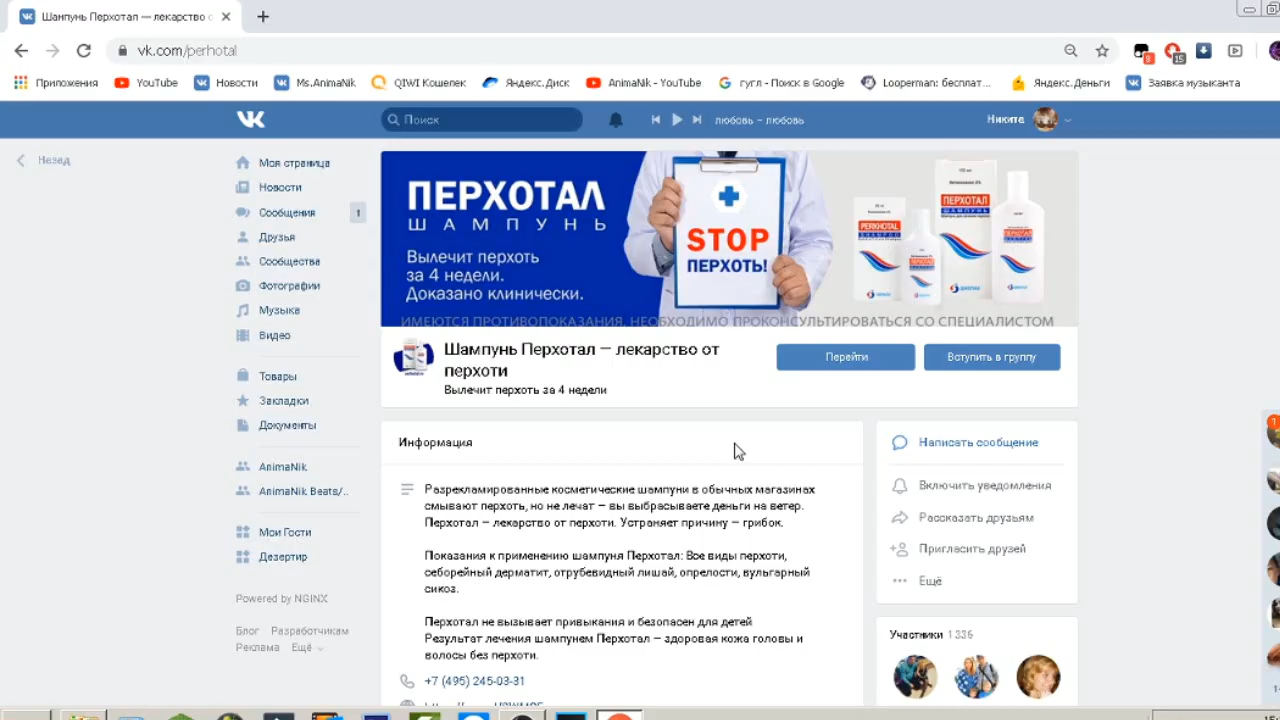 Шампунь Перхотал — лекарство о
vk.com/perhotal
8
15
Приложения
YouTube
Новости
Ms.AnimaNik
QIWI Кошелек
Яндекс.Диск
AnimaNik - YouTube
гугл - Поиск в Google
Looperman: бесплат...
Яндекс.Деньги
Заявка музыканта
Поиск
любовь – любовь
Никита
Назад
Моя страница
Новости
Сообщения
1
Друзья
Сообщества
Фотографии
Музыка
Видео
Товары
Закладки
Документы
AnimaNik
AnimaNik Beats/..
Мои Гости
Дезертир
Powered by NGINX
Блог Разработчикам
Реклама Ещё
ПЕРХОТАЛ
ШАМПУНЬ
Вылечит перхоть
за 4 недели.
Доказано клинически.
STOP
ПЕРХОТЬ!
PERKHOTAL
ШАМПУНЬ
ПЕРХОТАЛ
ШАМПУНЬ
ИМЕЮТСЯ ПРОТИВОПОКАЗАНИЯ, НЕОБХОДИМО ПРОКОНСУЛЬТИРОВАТЬСЯ СО СПЕЦИАЛИСТОМ
Шампунь Перхотал — лекарство от
перхоти
Вылечит перхоть за 4 недели
Перейти
Вступить в группу
Информация
Разрекламированные косметические шампуни в обычных магазинах
смывают перхоть, но не лечат — вы выбрасываете деньги на ветер.
Перхотал — лекарство от перхоти. Устраняет причину — грибок.
Показания к применению шампуня Перхотал: Все виды перхоти,
себорейный дерматит, отрубевидный лишай, опрелости, вульгарный
сикоз.
Перхотал не вызывает привыкания и безопасен для детей
Результат лечения шампунем Перхотал — здоровая кожа головы и
волосы без перхоти.
+7 (495) 245-03-31
Написать сообщение
Включить уведомления
Рассказать друзьям
Пригласить друзей
Ещё
Участники 1 336
1